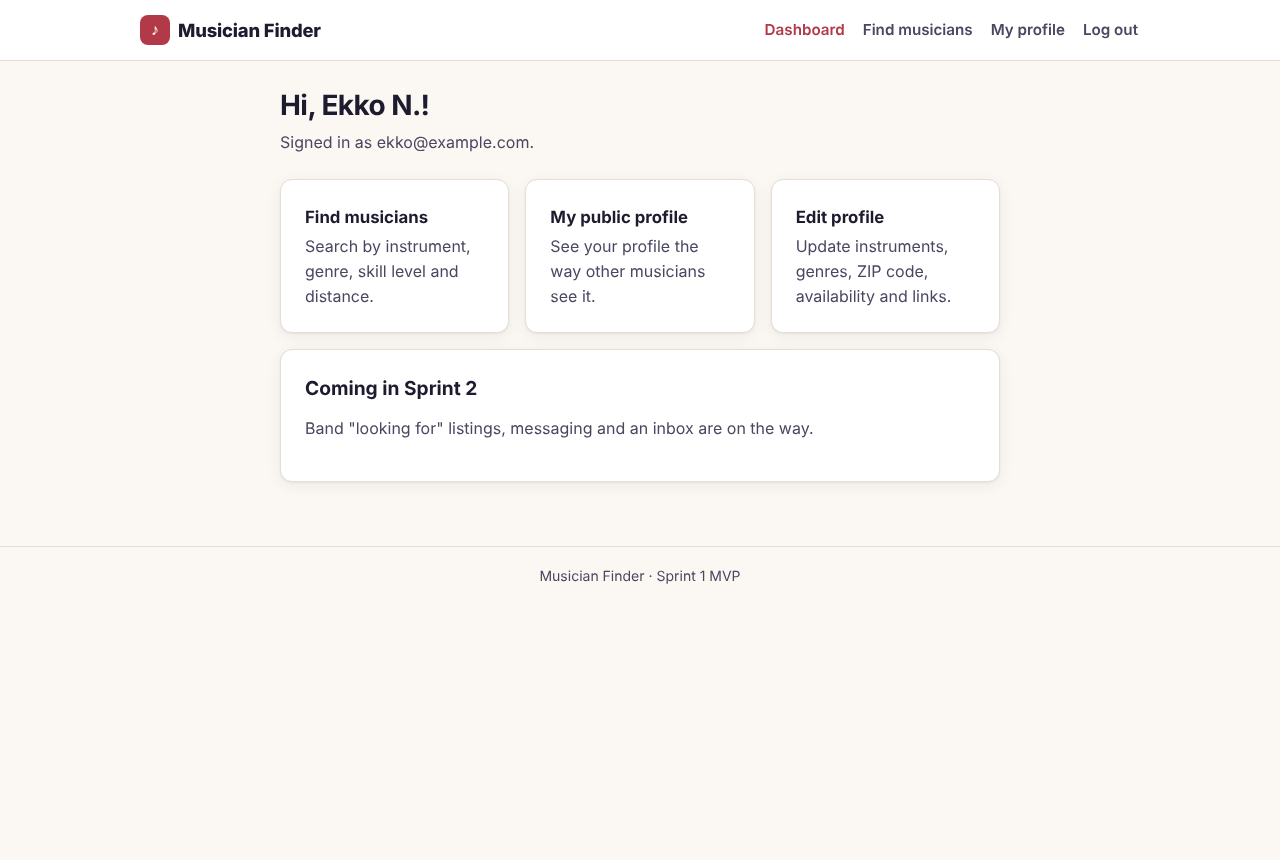 ♪ Musician Finder
Dashboard Find musicians My profile Log out
Hi, Ekko N.!
Signed in as ekko@example.com.
Find musicians
Search by instrument,
genre, skill level and
distance.
My public profile
See your profile the
way other musicians
see it.
Edit profile
Update instruments,
genres, ZIP code,
availability and links.
Coming in Sprint 2
Band "looking for" listings, messaging and an inbox are on the way.
Musician Finder · Sprint 1 MVP